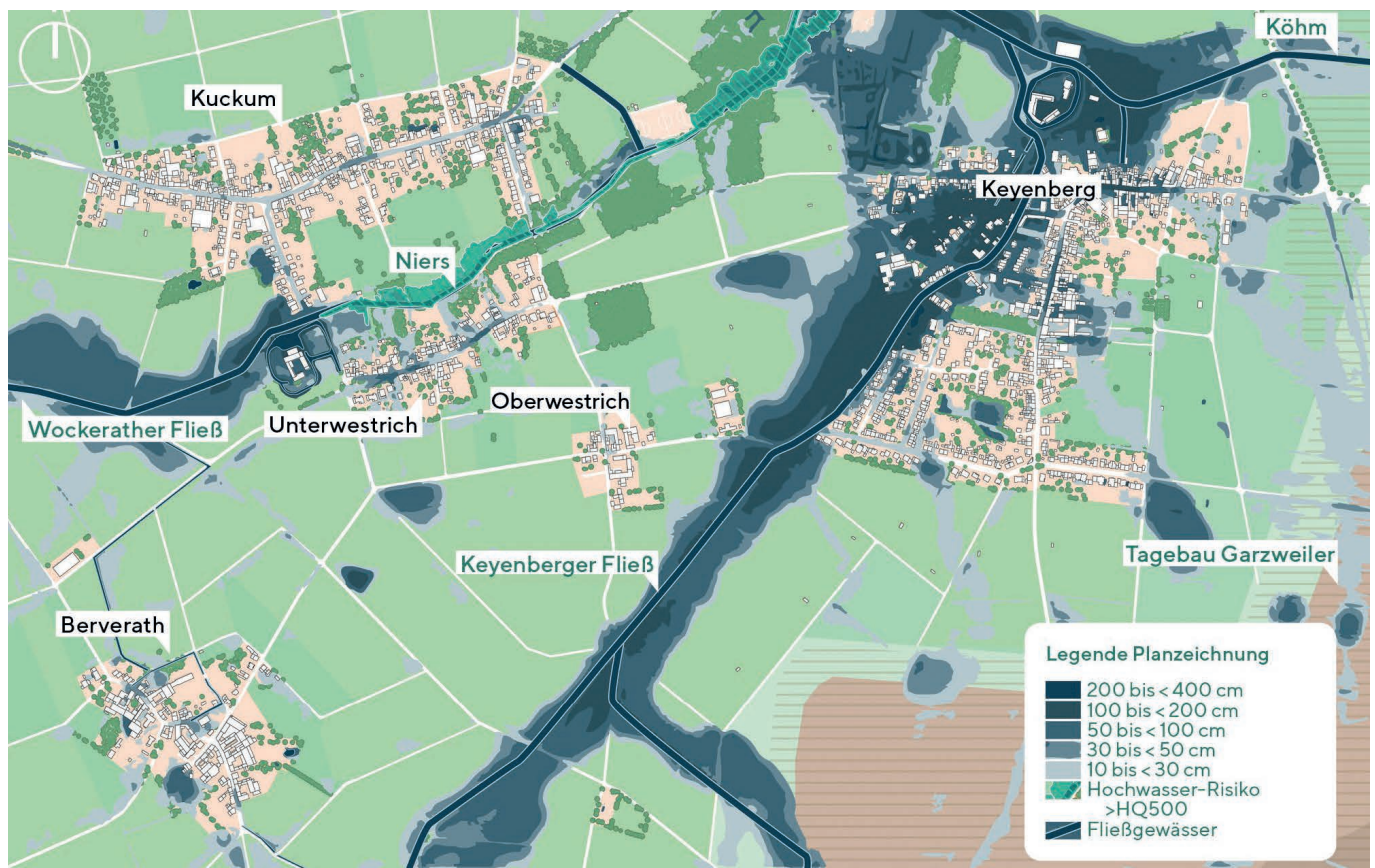 Köhm
Kuckum
Keyenberg
Niers
Oberwestrich
Unterwestrich
Wockerather Fließ
Keyenberger Fließ
Tagebau Garzweiler
Berverath
Legende Planzeichnung
200 bis < 400 cm
100 bis < 200 cm
50 bis < 100 cm
30 bis < 50 cm
10 bis < 30 cm
Hochwasser-Risiko
>HQ500
Fließgewässer